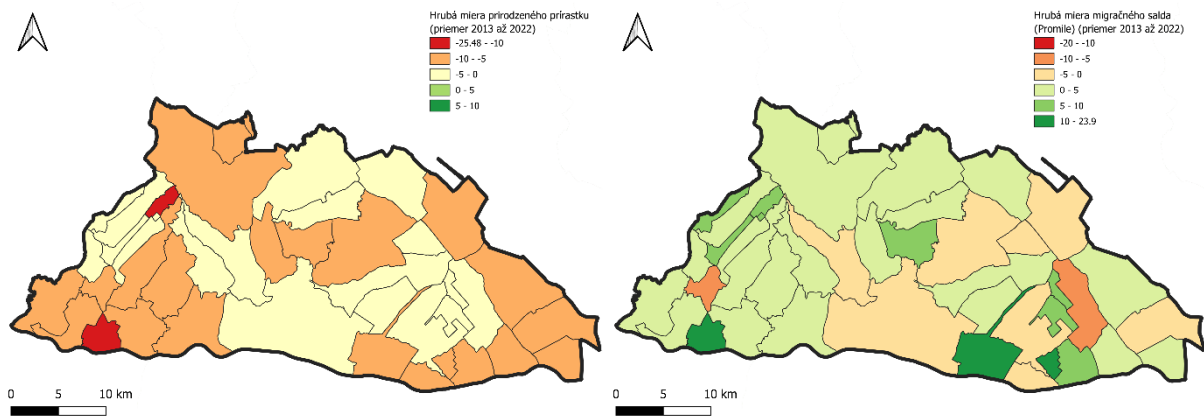 Hrubá miera prirodzeného prírastku
(priemer 2013 až 2022)
-25.48 - -10
-10 - -5
-5 - 0
0 - 5
5 - 10
0 5 10 km
Hrubá miera migračného salda
(Promile) (priemer 2013 až 2022)
-20 - -10
-10 - -5
-5 - 0
0 - 5
5 - 10
10 - 23.9
0 5 10 km